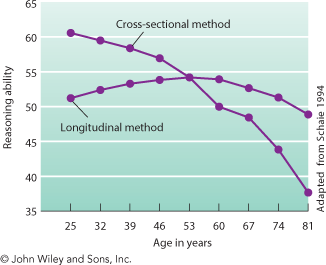 65
60
55
50
45
40
35
Reasoning ability
Cross-sectional method
Longitudinal method
25 32 39 46 53 60 67 74 81
Age in years
Adapted from Schaie 1994
© John Wiley and Sons, Inc.